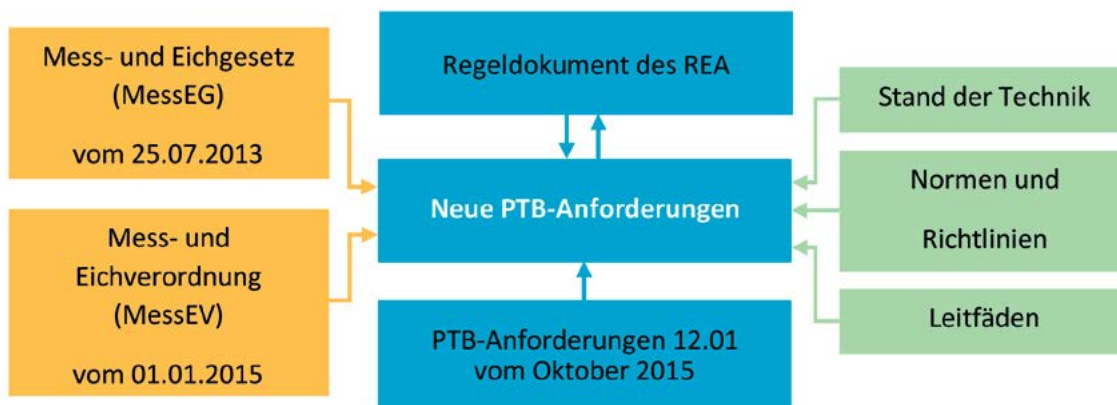 Mess- und Eichgesetz
(MessEG)
vom 25.07.2013
Mess- und
Eichverordnung
(MessEV)
vom 01.01.2015
Regeldokument des REA
Neue PTB-Anforderungen
PTB-Anforderungen 12.01
vom Oktober 2015
Stand der Technik
Normen und
Richtlinien
Leitfäden